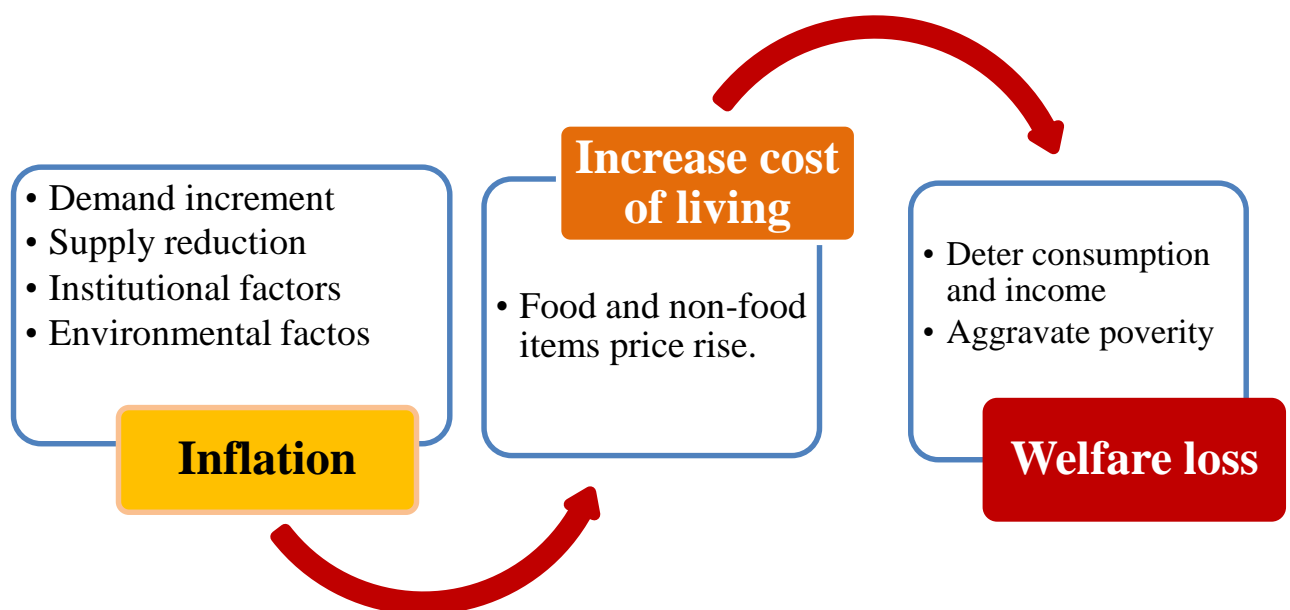 • Demand increment
• Supply reduction
• Institutional factors
• Environmental factos
Inflation
Increase cost
of living
• Food and non-food
items price rise.
• Deter consumption
and income
• Aggravate poverity
Welfare loss